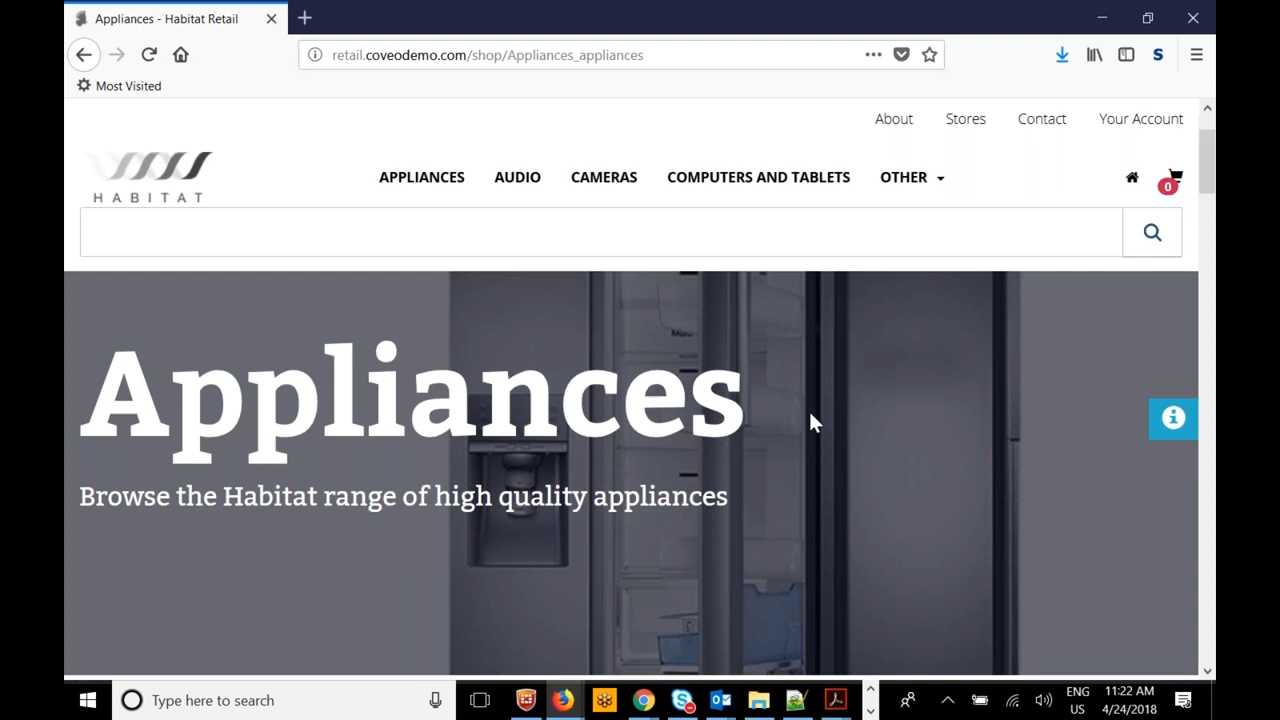 Appliances - Habitat Retail
retail.coveodemo.com/shop/Appliances_appliances
S
Most Visited
About Stores Contact Your Account
HABITAT
APPLIANCES AUDIO CAMERAS COMPUTERS AND TABLETS OTHER
0
Appliances
Browse the Habitat range of high quality appliances
Type here to search
ENG
US
11:22 AM
4/24/2018